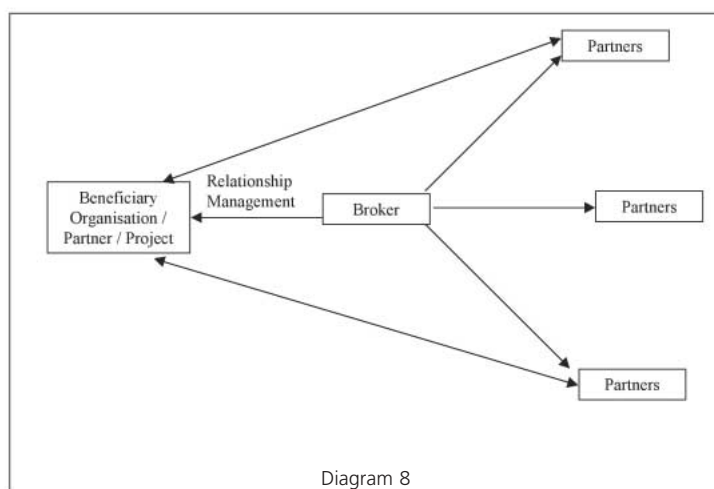 Partners
Relationship
Management
Beneficiary
Organisation /
Partner / Project
Broker
Partners
Partners
Diagram 8